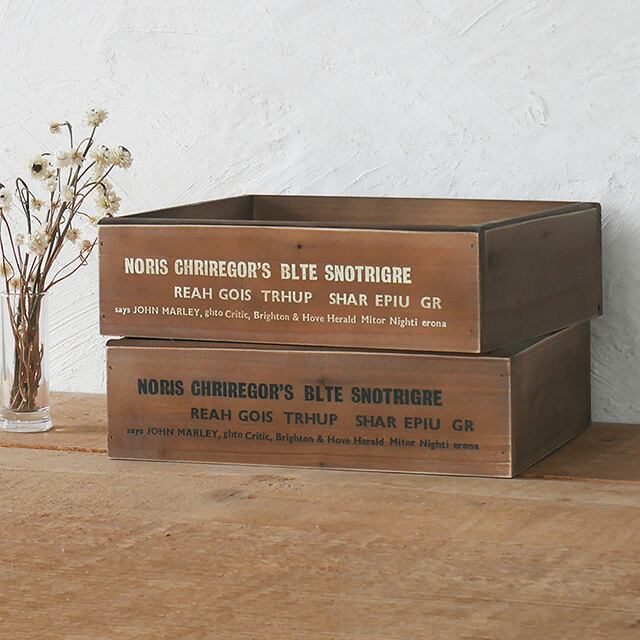 NORIS CHRIREGOR'S BLTE SNOTRIGRE
REAH GOIS TRHUP SHAR EPIU GR
says JOHN MARLEY, ghto Critic, Brighton & Hove Herald Mitor Nighti erona
NORIS CHRIREGOR'S BLTE SNOTRIGRE
REAH GOIS TRHUP SHAR EPIU GR
says JOHN MARLEY, ghto Critic, Brighton & Hove Herald Mitor Nighti erona